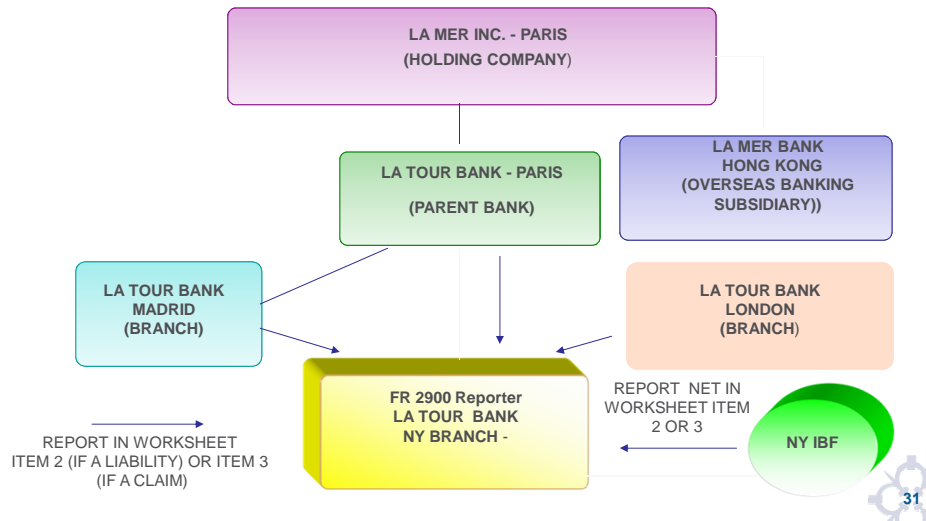 LA MER INC. - PARIS
(HOLDING COMPANY)
LA MER BANK
HONG KONG
(OVERSEAS BANKING
SUBSIDIARY))
LA TOUR BANK - PARIS
(PARENT BANK)
LA TOUR BANK
MADRID
(BRANCH)
LA TOUR BANK
LONDON
(BRANCH)
FR 2900 Reporter
LA TOUR BANK
NY BRANCH -
REPORT NET IN
WORKSHEET ITEM
2 OR 3
NY IBF
REPORT IN WORKSHEET
ITEM 2 (IF A LIABILITY) OR ITEM 3
(IF A CLAIM)
31